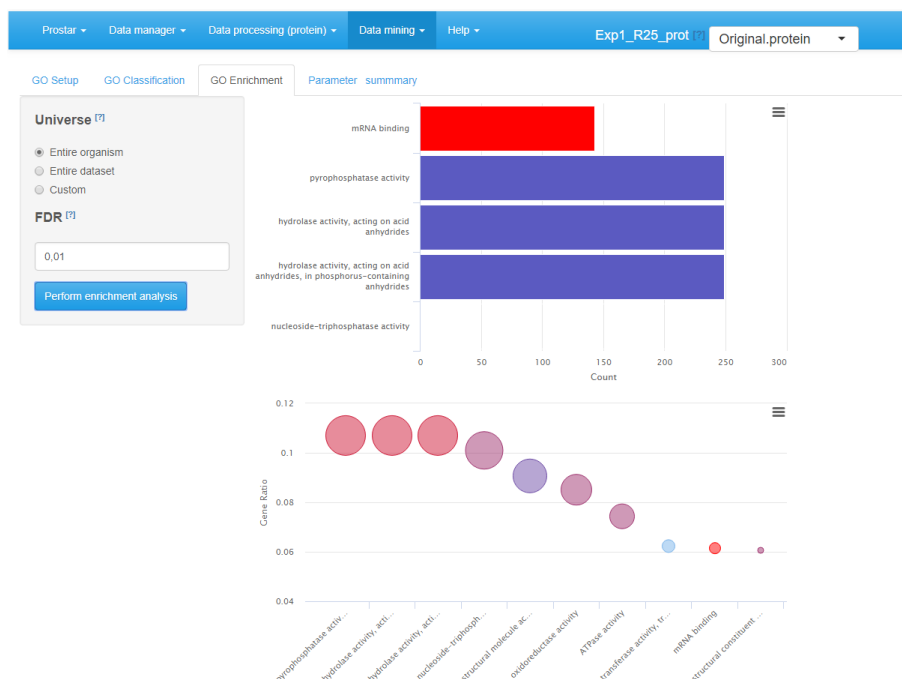 Prostar Data manager Data processing (protein) Data mining Help Exp1_R25_prot [?] Original.protein
GO Setup GO Classification GO Enrichment Parameter summmary
Universe [?]
Entire organism
Entire dataset
Custom
FDR [?]
0,01
Perform enrichment analysis
mRNA binding
pyrophosphatase activity
hydrolase activity, acting on acid
anhydrides
hydrolase activity, acting on acid
anhydrides, in phosphorus-containing
anhydrides
nucleoside-triphosphatase activity
0 50 100 150 200 250 300
Count
0.12
0.1
0.08
0.06
0.04
Gene Ratio
pyrophosphatase activ...
hydrolase activity, acti...
hydrolase activity, acti...
nucleoside-triphosph...
structural molecule ac...
oxidoreductase activity
ATPase activity
transferase activity, tr...
mRNA binding
structural constituent ...